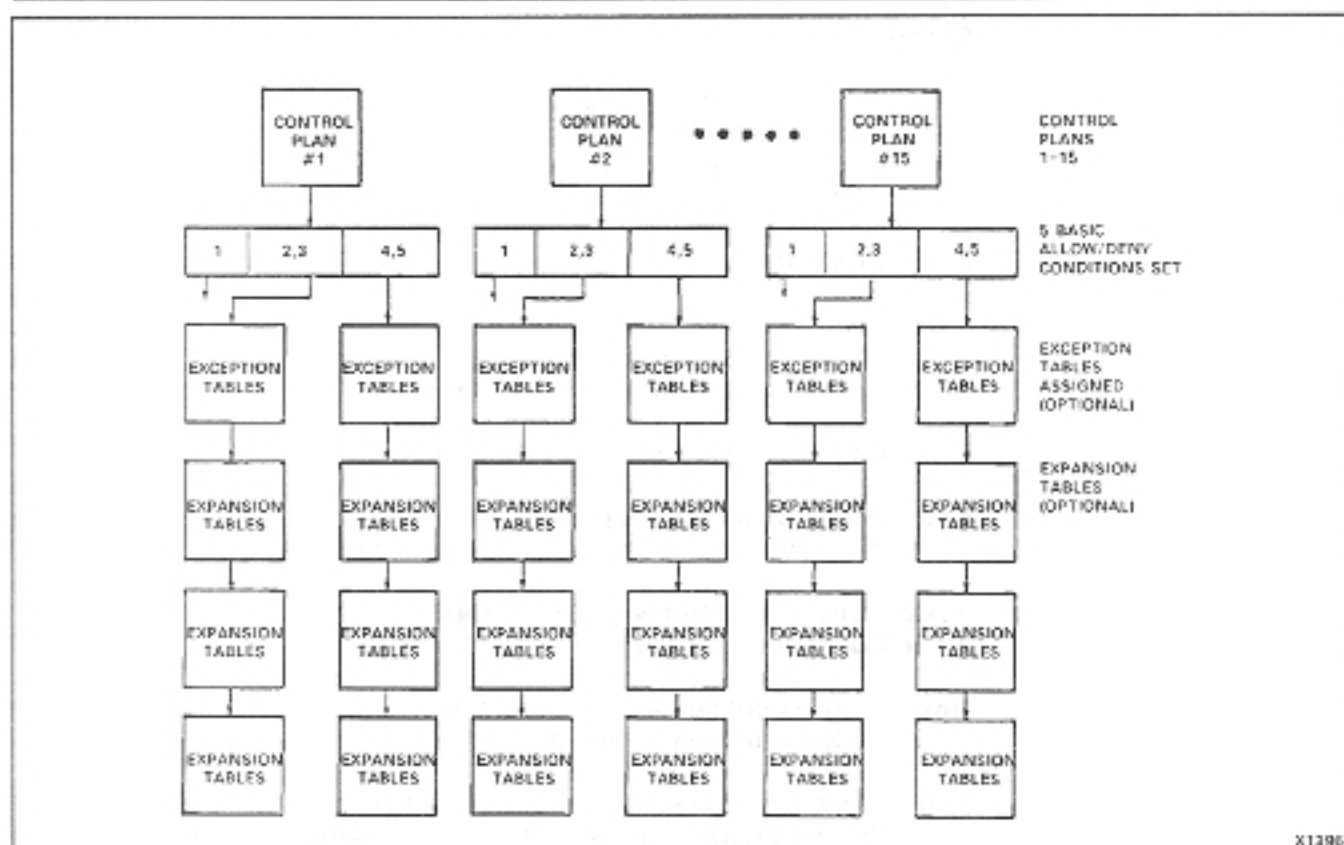 CONTROL
PLAN
#1
CONTROL
PLAN
#2
CONTROL
PLAN
#15
CONTROL
PLANS
1-15
1
2,3
4,5
1
2,3
4,5
1
2,3
4,5
5 BASIC
ALLOW/DENY
CONDITIONS SET
EXCEPTION
TABLES
EXCEPTION
TABLES
EXCEPTION
TABLES
EXCEPTION
TABLES
EXCEPTION
TABLES
EXCEPTION
TABLES
EXCEPTION
TABLES
ASSIGNED
(OPTIONAL)
EXPANSION
TABLES
EXPANSION
TABLES
EXPANSION
TABLES
EXPANSION
TABLES
EXPANSION
TABLES
EXPANSION
TABLES
EXPANSION
TABLES
(OPTIONAL)
EXPANSION
TABLES
EXPANSION
TABLES
EXPANSION
TABLES
EXPANSION
TABLES
EXPANSION
TABLES
EXPANSION
TABLES
EXPANSION
TABLES
EXPANSION
TABLES
EXPANSION
TABLES
EXPANSION
TABLES
EXPANSION
TABLES
EXPANSION
TABLES
X1396